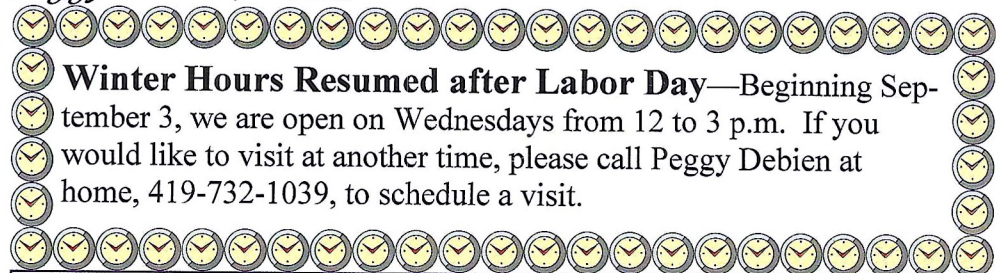 Winter Hours Resumed after Labor Day—Beginning Sep-
tember 3, we are open on Wednesdays from 12 to 3 p.m. If you
would like to visit at another time, please call Peggy Debien at
home, 419-732-1039, to schedule a visit.